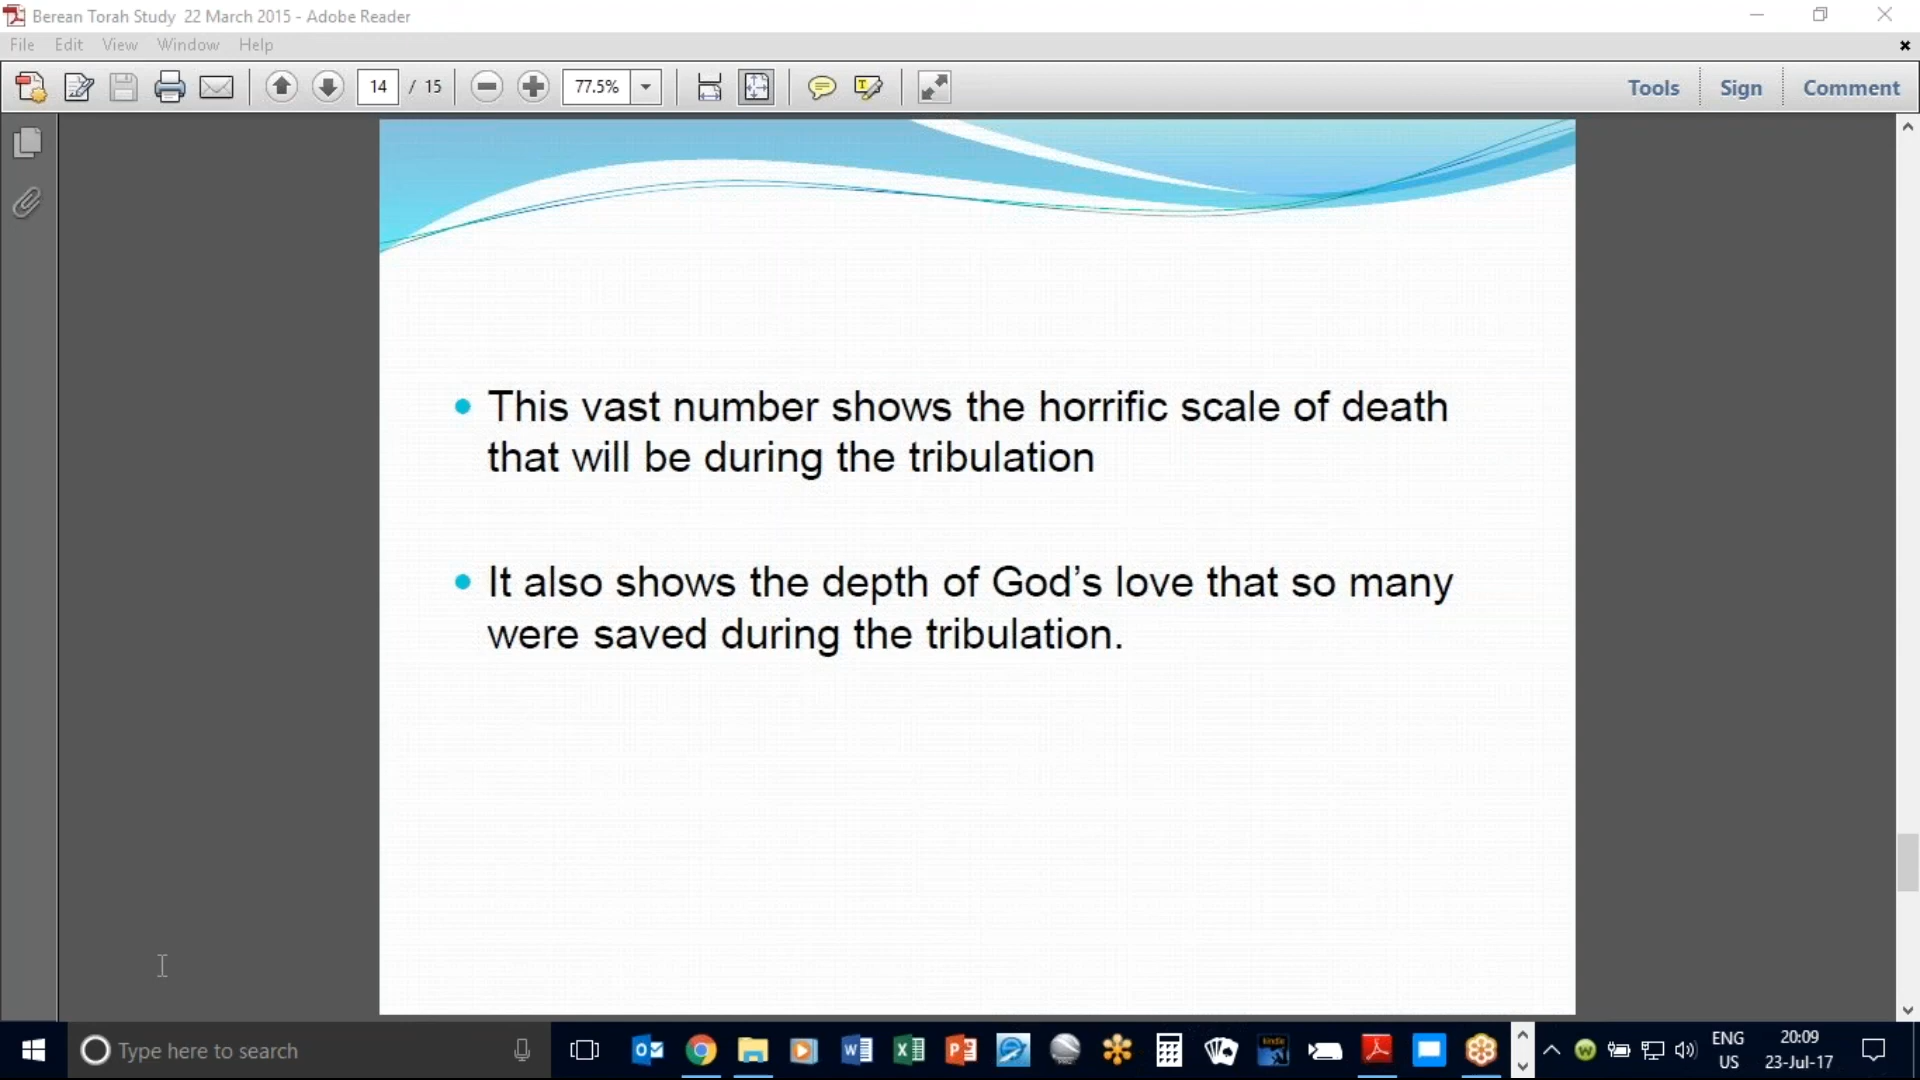 Berean Torah Study  22 March 2015 - Adobe Reader
File Edit View Window Help
14 / 15 77.5% Tools Sign Comment
• This vast number shows the horrific scale of death
that will be during the tribulation
• It also shows the depth of God’s love that so many
were saved during the tribulation.
Type here to search
ENG 20:09
US 23-Jul-17